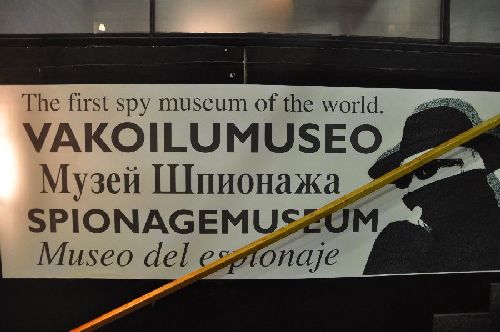 The first spy museum of the world.
VAKOILUMUSEO
Музей Шпионажа
SPIONAGEMUSEUM
Museo del espionaje